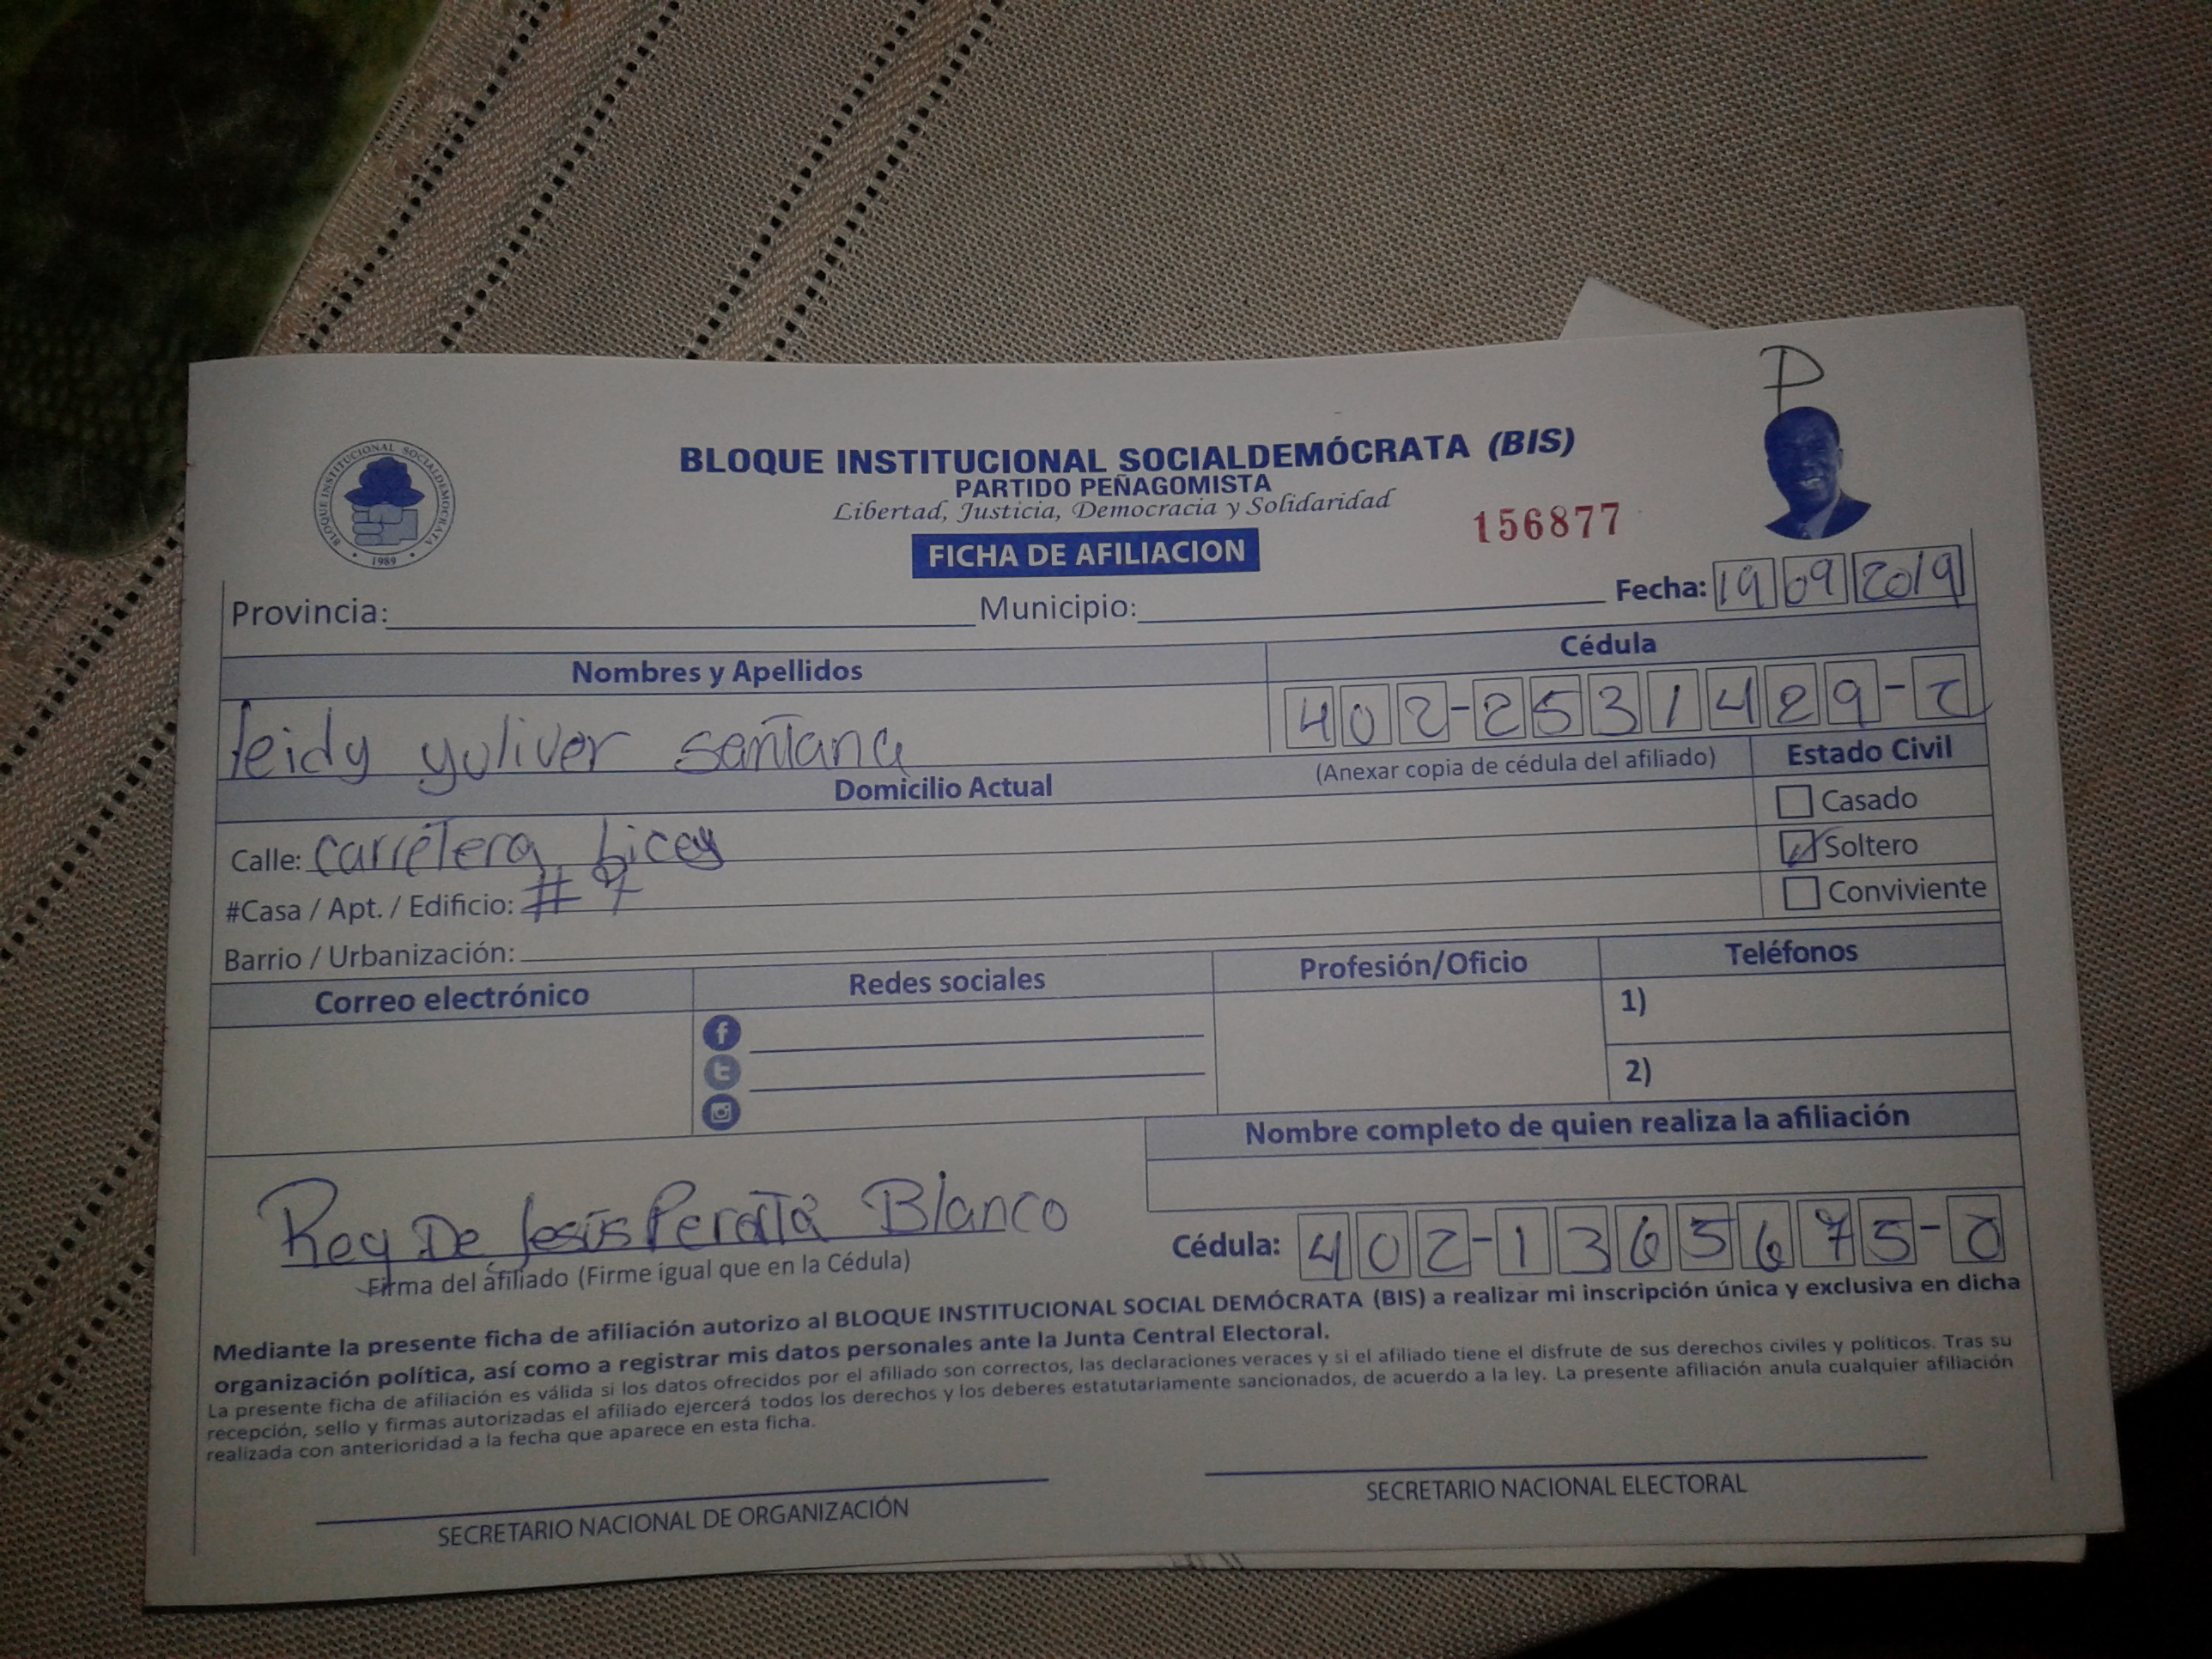 P
BLOQUE INSTITUCIONAL SOCIALDEMOCRATA
1989
BLOQUE INSTITUCIONAL SOCIALDEMÓCRATA (BIS)
PARTIDO PEÑAGOMISTA
Libertad, Justicia, Democracia y Solidaridad
156877
FICHA DE AFILIACION
Provincia: Municipio: Fecha: 19 09 2019
Nombres y Apellidos Cédula
leidy yuliver santana 402-2531429-2
Domicilio Actual (Anexar copia de cédula del afiliado) Estado Civil
Casado
Calle: carretera Licey Soltero
#Casa / Apt. / Edificio: # 7 Conviviente
Barrio / Urbanización:
Correo electrónico Redes sociales Profesión/Oficio Teléfonos
1)
2)
Nombre completo de quien realiza la afiliación
Rey De Jesús Peralta Blanco
Cédula: 402-1365675-0
Firma del afiliado (Firme igual que en la Cédula)
Mediante la presente ficha de afiliación autorizo al BLOQUE INSTITUCIONAL SOCIAL DEMÓCRATA (BIS) a realizar mi inscripción única y exclusiva en dicha
organización política, así como a registrar mis datos personales ante la Junta Central Electoral.
La presente ficha de afiliación es válida si los datos ofrecidos por el afiliado son correctos, las declaraciones veraces y si el afiliado tiene el disfrute de sus derechos civiles y políticos. Tras su
recepción, sello y firmas autorizadas el afiliado ejercerá todos los derechos y los deberes estatutariamente sancionados, de acuerdo a la ley. La presente afiliación anula cualquier afiliación
realizada con anterioridad a la fecha que aparece en esta ficha.
SECRETARIO NACIONAL DE ORGANIZACIÓN SECRETARIO NACIONAL ELECTORAL